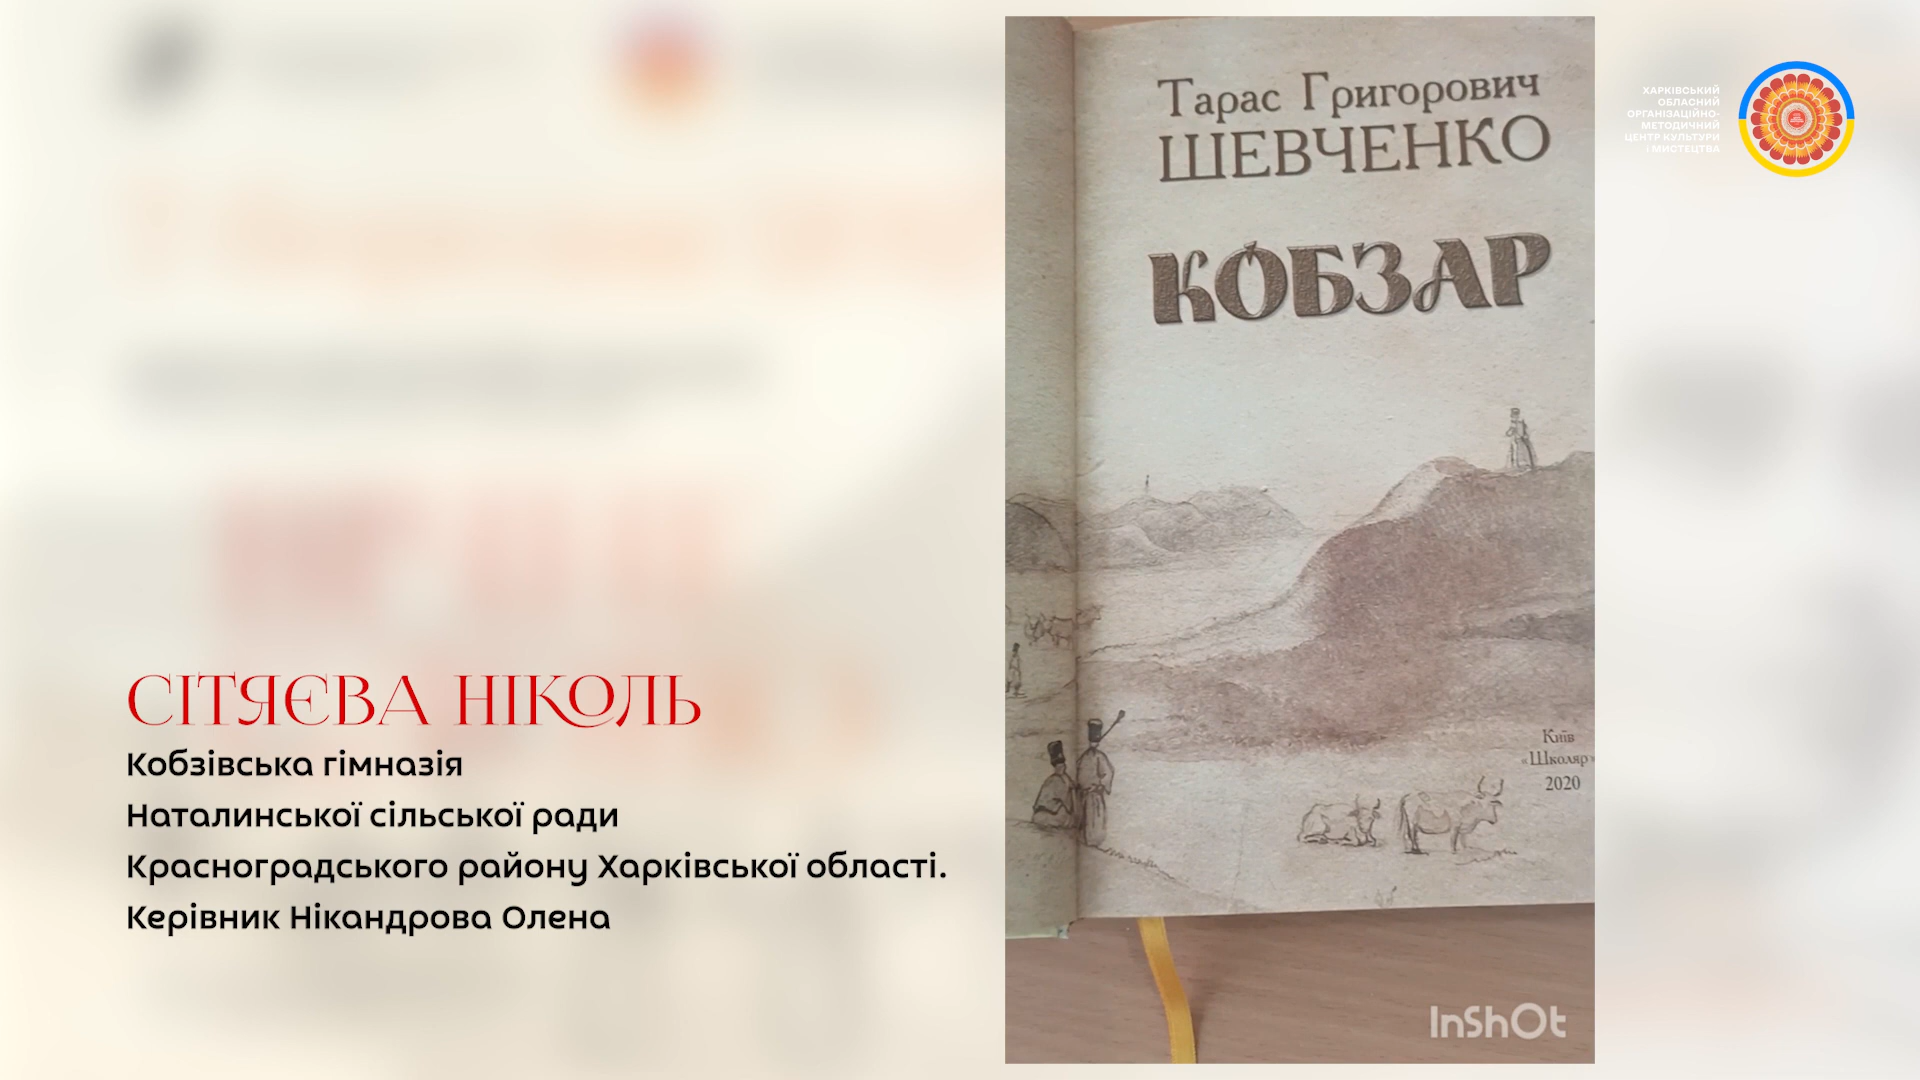 СІТЯЄВА НІКОЛЬ
Кобзівська гімназія
Наталинської сільської ради
Красноградського району Харківської області.
Керівник Нікандрова Олена
Тарас Григорович
ШЕВЧЕНКО
КОБЗАР
Київ
«Школяр»
2020
InShOt
ХАРКІВСЬКИЙ
ОБЛАСНИЙ
ОРГАНІЗАЦІЙНО-
МЕТОДИЧНИЙ
ЦЕНТР КУЛЬТУРИ
І МИСТЕЦТВА